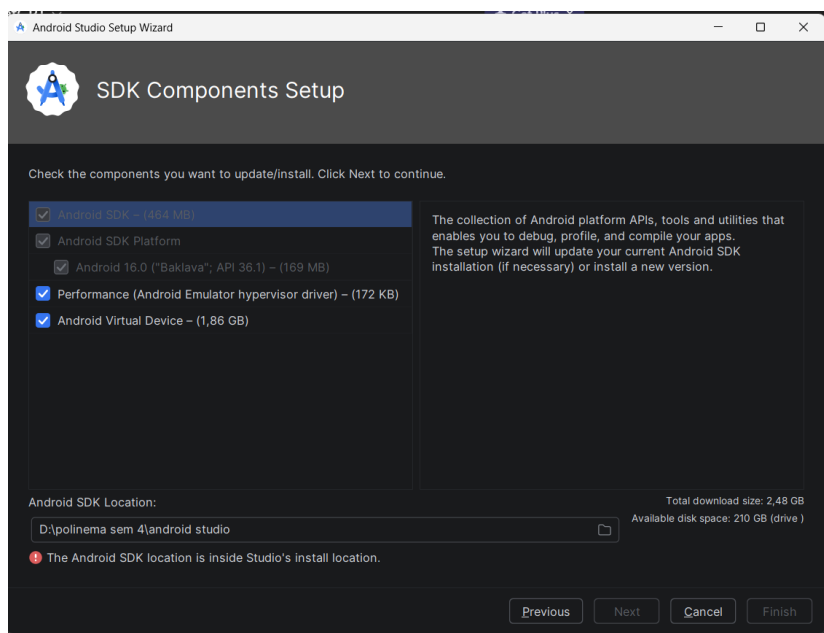 Android Studio Setup Wizard
SDK Components Setup
Check the components you want to update/install. Click Next to continue.
Android SDK – (464 MB)
Android SDK Platform
Android 16.0 ("Baklava"; API 36.1) – (169 MB)
Performance (Android Emulator hypervisor driver) – (172 KB)
Android Virtual Device – (1,86 GB)
The collection of Android platform APIs, tools and utilities that
enables you to debug, profile, and compile your apps.
The setup wizard will update your current Android SDK
installation (if necessary) or install a new version.
Android SDK Location:
Total download size: 2,48 GB
D:\polinema sem 4\android studio
Available disk space: 210 GB (drive )
The Android SDK location is inside Studio's install location.
Previous
Next
Cancel
Finish